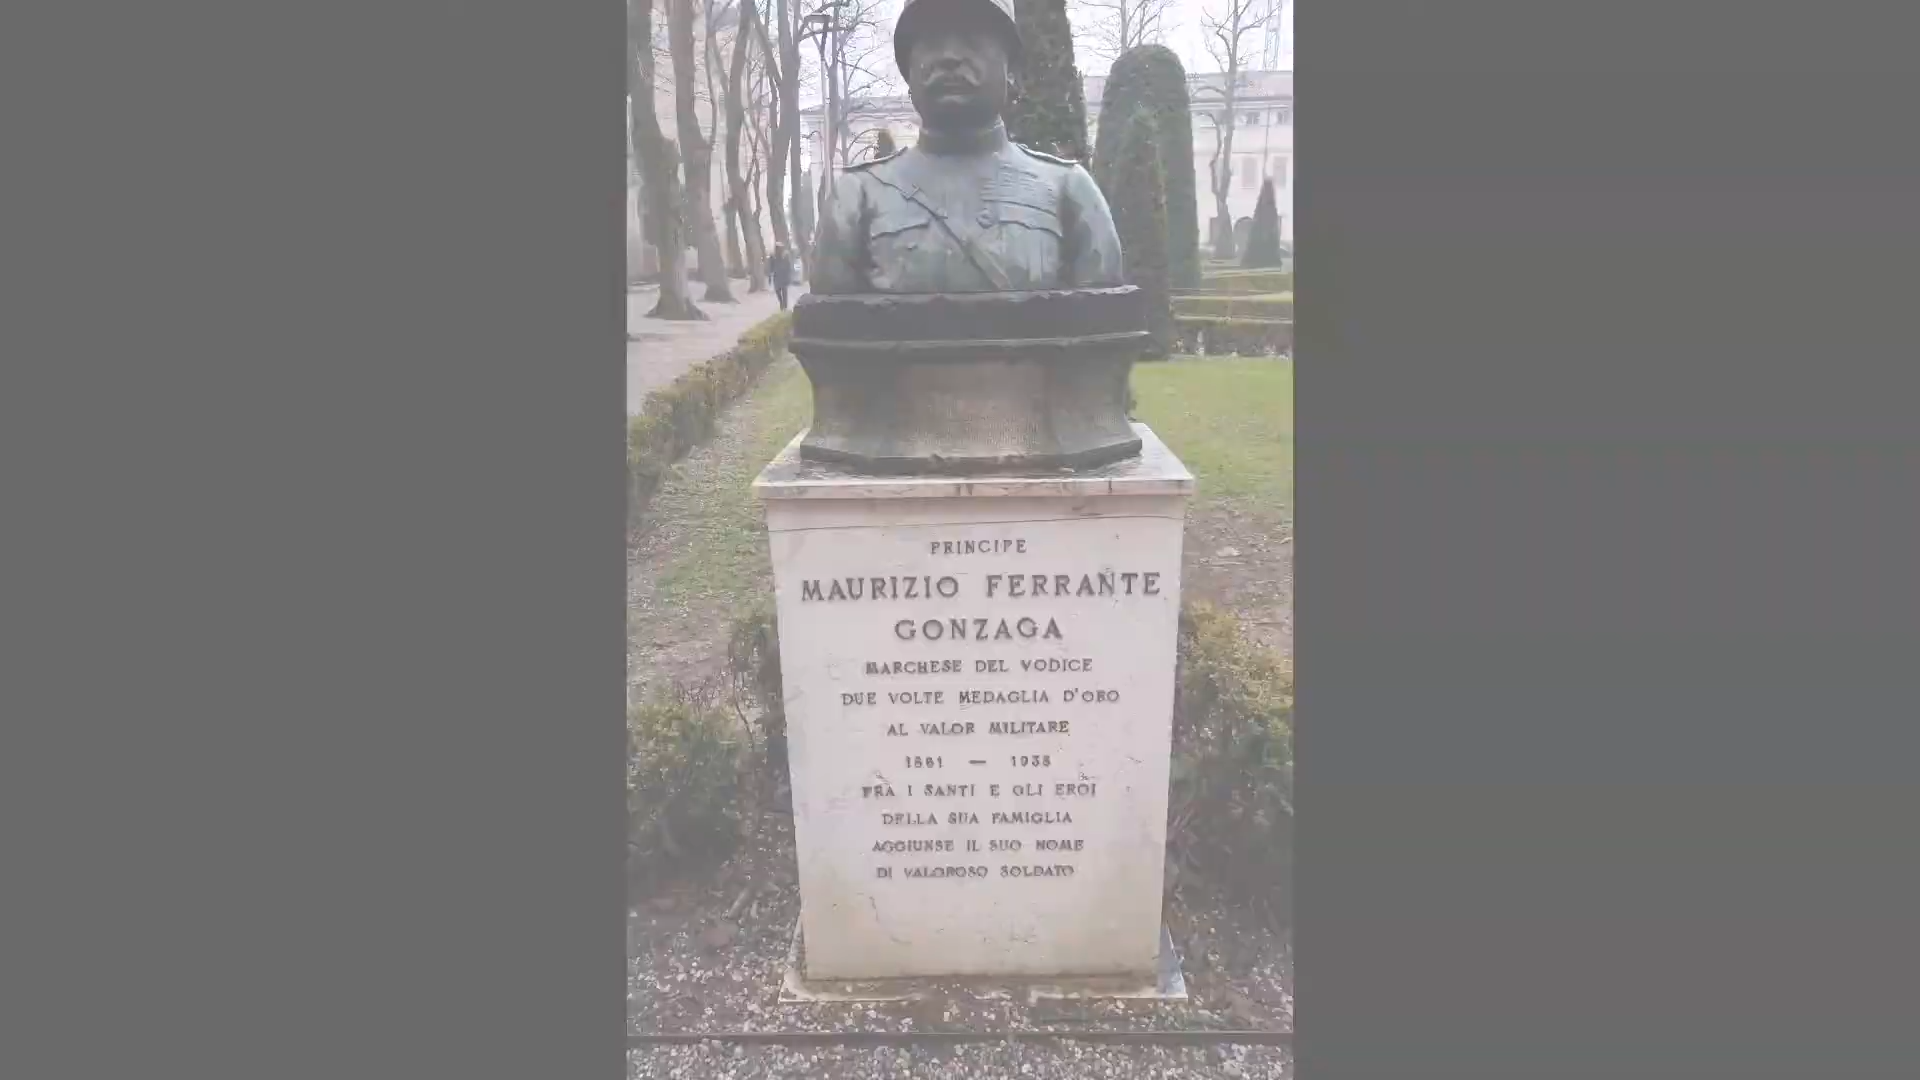 PRINCIPE
MAURIZIO FERRANTE
GONZAGA
MARCHESE DEL VODICE
DUE VOLTE MEDAGLIA D'ORO
AL VALOR MILITARE
1861 — 1938
FRA I SANTI E GLI EROI
DELLA SUA FAMIGLIA
AGGIUNSE IL SUO NOME
DI VALOROSO SOLDATO